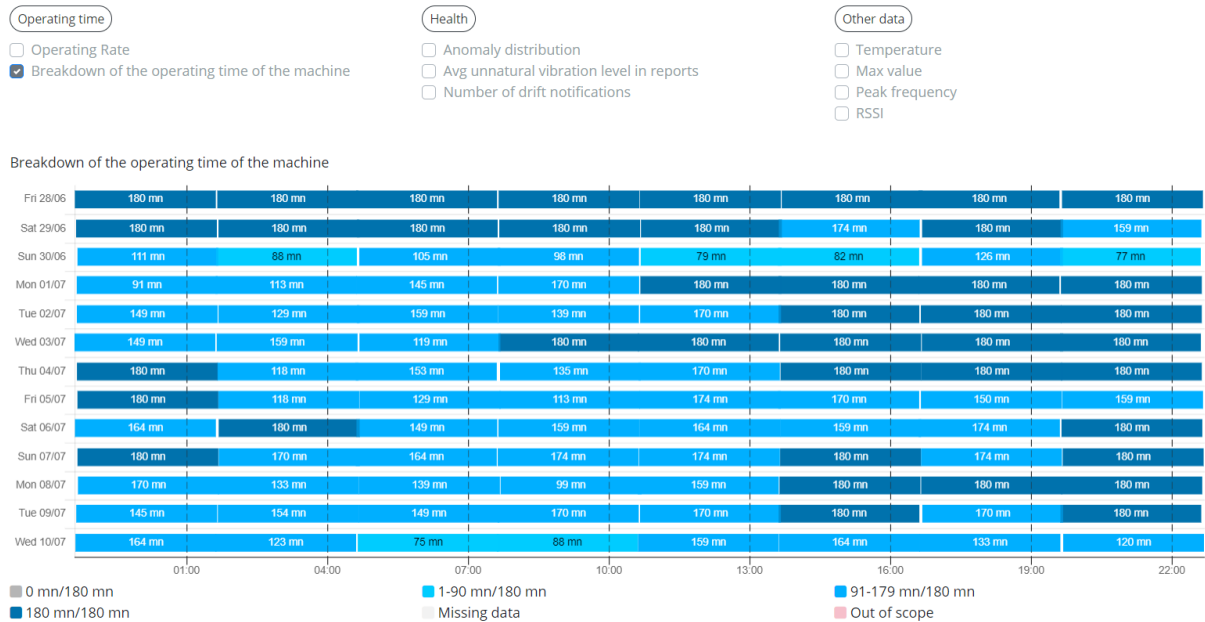 Operating time Health Other data
Operating Rate Anomaly distribution Temperature
Breakdown of the operating time of the machine Avg unnatural vibration level in reports Max value
Number of drift notifications Peak frequency
RSSI
Breakdown of the operating time of the machine
Fri 28/06 180 mn 180 mn 180 mn 180 mn 180 mn 180 mn 180 mn 180 mn
Sat 29/06 180 mn 180 mn 180 mn 180 mn 180 mn 174 mn 180 mn 159 mn
Sun 30/06 111 mn 88 mn 105 mn 98 mn 79 mn 82 mn 126 mn 77 mn
Mon 01/07 91 mn 113 mn 145 mn 170 mn 180 mn 180 mn 180 mn 180 mn
Tue 02/07 149 mn 129 mn 159 mn 139 mn 170 mn 180 mn 180 mn 180 mn
Wed 03/07 149 mn 159 mn 119 mn 180 mn 180 mn 180 mn 180 mn 180 mn
Thu 04/07 180 mn 118 mn 153 mn 135 mn 170 mn 180 mn 180 mn 180 mn
Fri 05/07 180 mn 118 mn 129 mn 113 mn 174 mn 170 mn 150 mn 159 mn
Sat 06/07 164 mn 180 mn 149 mn 159 mn 164 mn 159 mn 174 mn 180 mn
Sun 07/07 180 mn 170 mn 164 mn 174 mn 174 mn 180 mn 174 mn 180 mn
Mon 08/07 170 mn 133 mn 139 mn 99 mn 159 mn 180 mn 180 mn 180 mn
Tue 09/07 145 mn 154 mn 149 mn 170 mn 170 mn 180 mn 170 mn 180 mn
Wed 10/07 164 mn 123 mn 75 mn 88 mn 159 mn 164 mn 133 mn 120 mn
01:00 04:00 07:00 10:00 13:00 16:00 19:00 22:00
0 mn/180 mn 1-90 mn/180 mn 91-179 mn/180 mn
180 mn/180 mn Missing data Out of scope